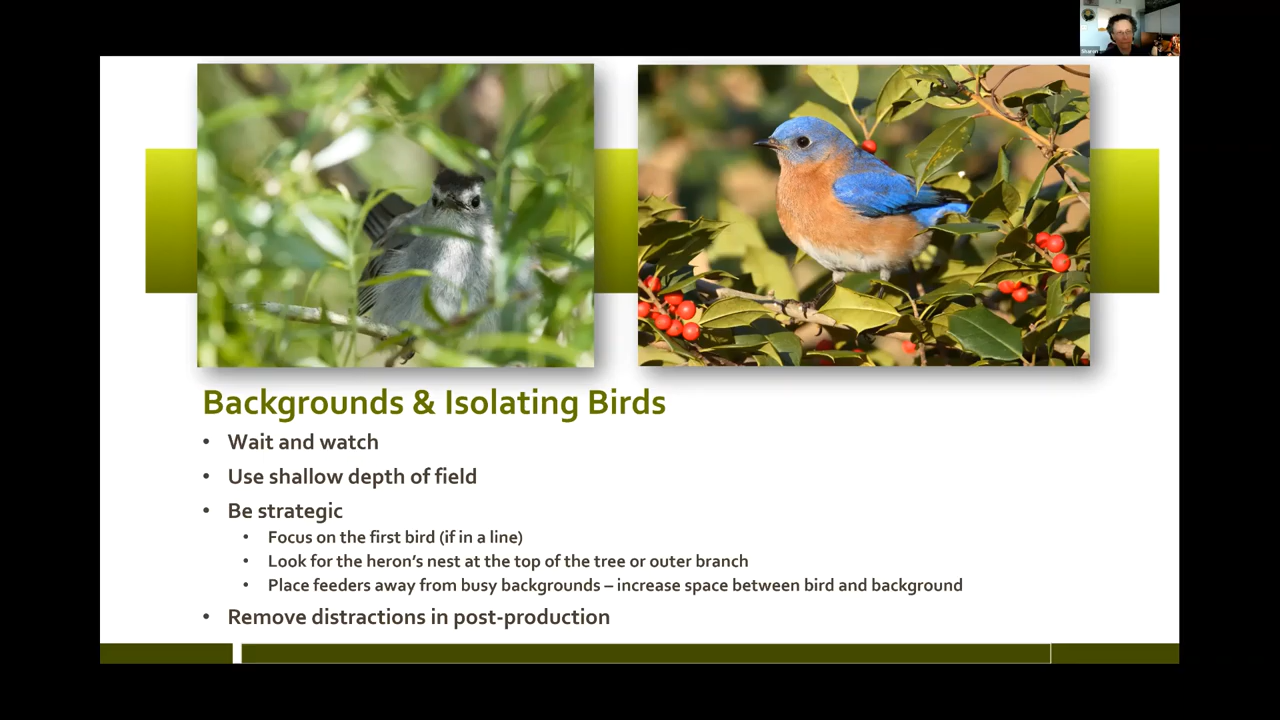 Sharon
Backgrounds & Isolating Birds
• Wait and watch
• Use shallow depth of field
• Be strategic
• Focus on the first bird (if in a line)
• Look for the heron’s nest at the top of the tree or outer branch
• Place feeders away from busy backgrounds – increase space between bird and background
• Remove distractions in post-production